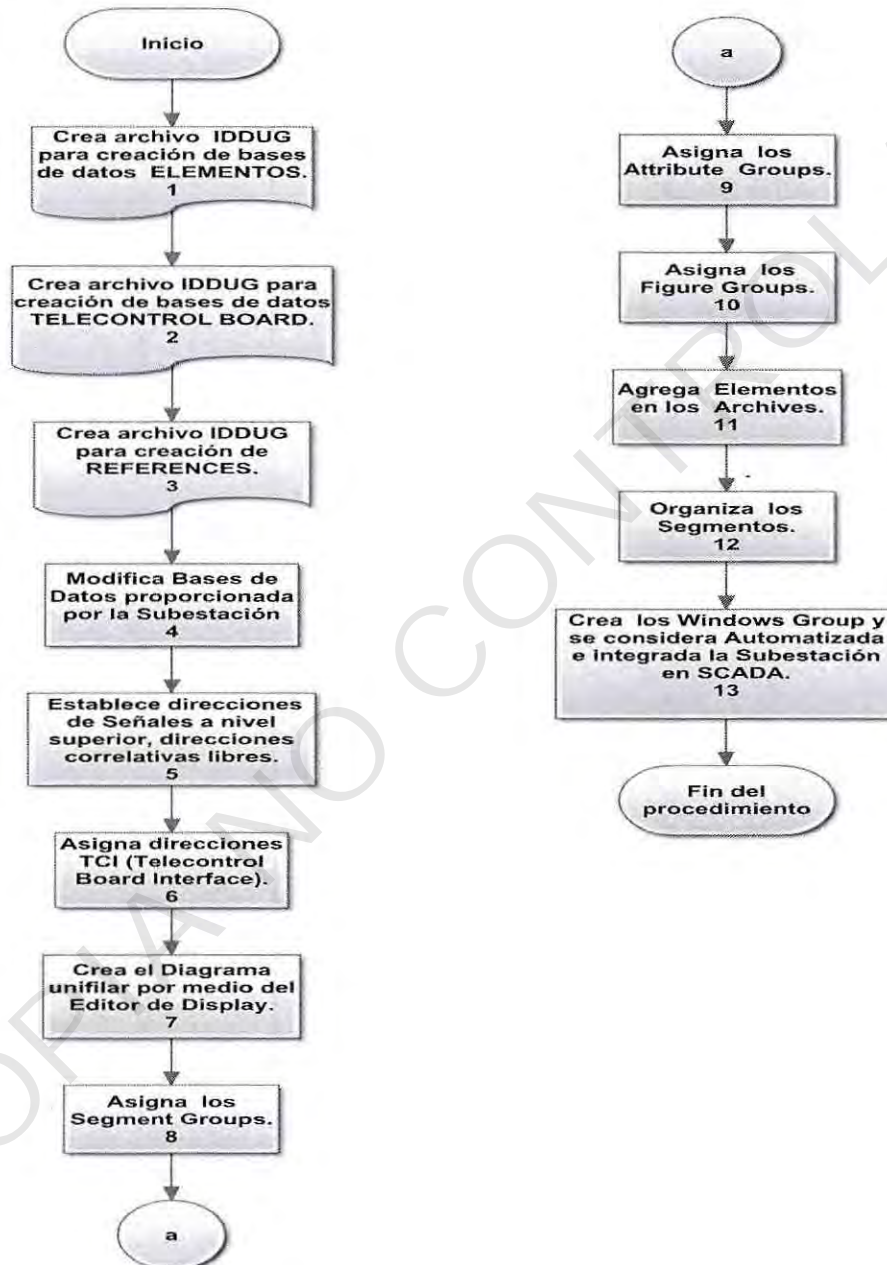 Inicio
Crea archivo IDDUG
para creación de bases
de datos ELEMENTOS.
1
Crea archivo IDDUG para
creación de bases de datos
TELECONTROL BOARD.
2
Crea archivo IDDUG
para creación de
REFERENCES.
3
Modifica Bases de
Datos proporcionada
por la Subestación
4
Establece direcciones
de Señales a nivel
superior, direcciones
correlativas libres.
5
Asigna direcciones
TCI (Telecontrol
Board Interface).
6
Crea el Diagrama
unifilar por medio del
Editor de Display.
7
Asigna los
Segment Groups.
8
a
a
Asigna los
Attribute Groups.
9
Asigna los
Figure Groups.
10
Agrega Elementos
en los Archives.
11
Organiza los
Segmentos.
12
Crea los Windows Group y
se considera Automatizada
e integrada la Subestación
en SCADA.
13
Fin del
procedimiento
OPIA NO CONTROL